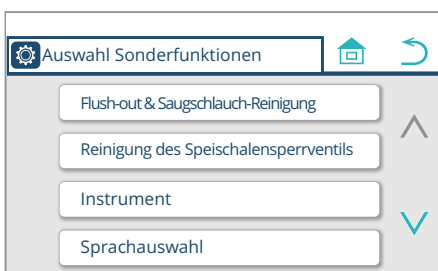 Auswahl Sonderfunktionen
Flush-out & Saugschlauch-Reinigung
Reinigung des Speischalensperrventils
Instrument
Sprachauswahl